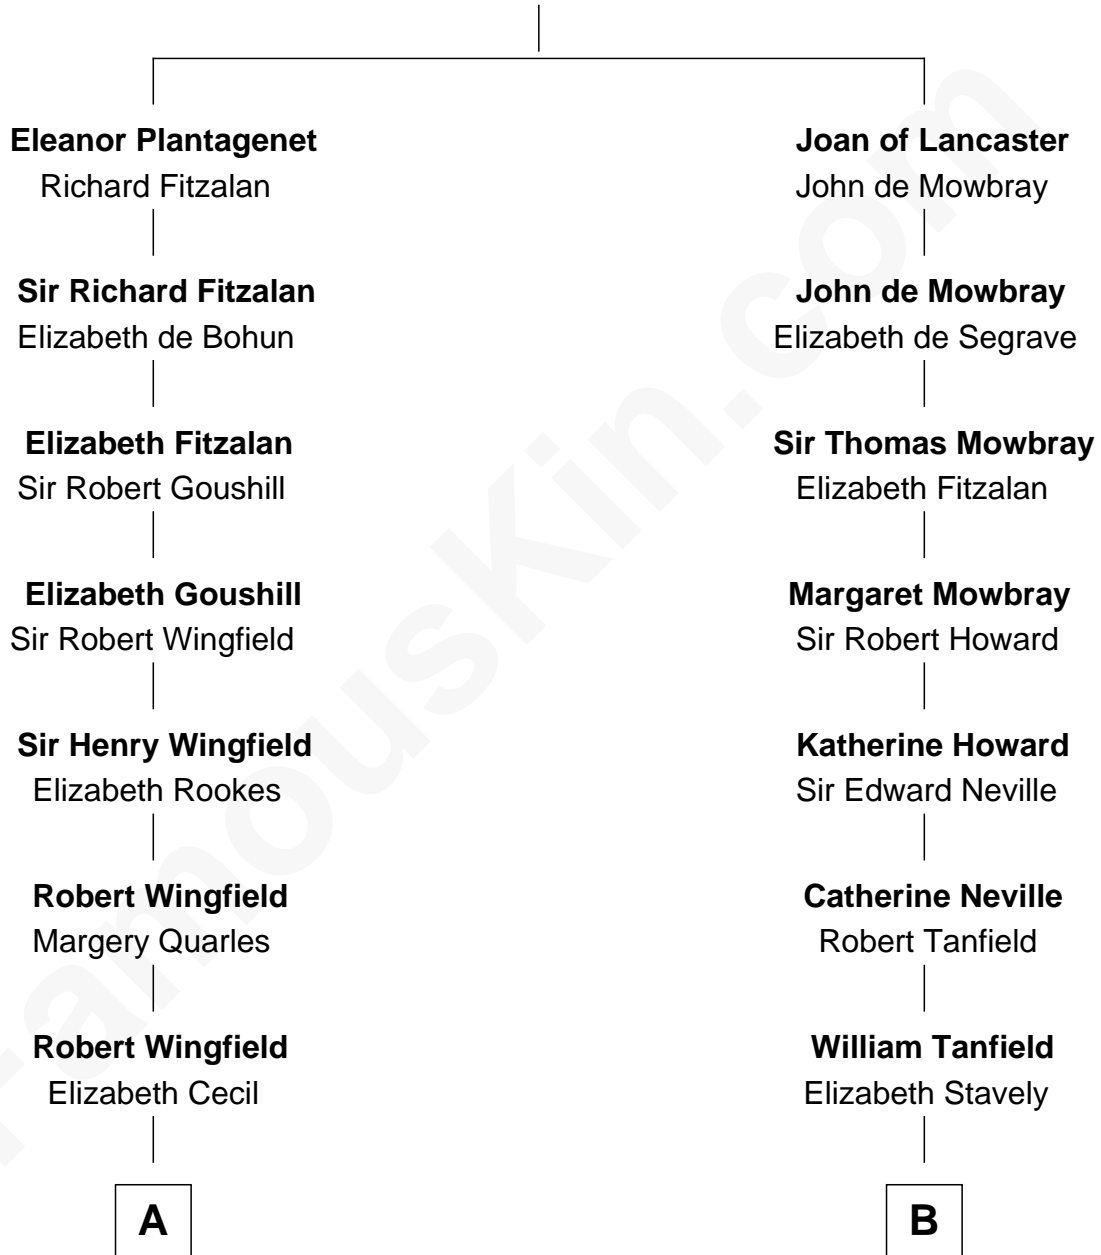 Eleanor Plantagenet
Richard Fitzalan
Sir Richard Fitzalan
Elizabeth de Bohun
Elizabeth Fitzalan
Sir Robert Goushill
Elizabeth Goushill
Sir Robert Wingfield
Sir Henry Wingfield
Elizabeth Rookes
Robert Wingfield
Margery Quarles
Robert Wingfield
Elizabeth Cecil
A
Joan of Lancaster
John de Mowbray
John de Mowbray
Elizabeth de Segrave
Sir Thomas Mowbray
Elizabeth Fitzalan
Margaret Mowbray
Sir Robert Howard
Katherine Howard
Sir Edward Neville
Catherine Neville
Robert Tanfield
William Tanfield
Elizabeth Stavely
B
FamousKin.com